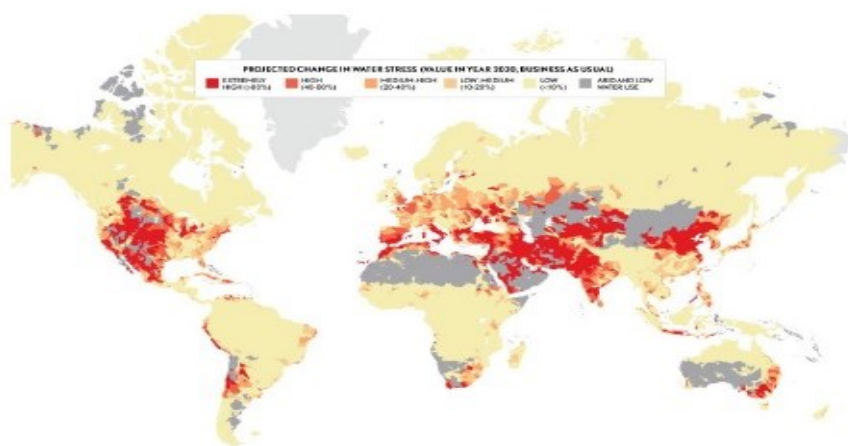 PROJECTED CHANGE IN WATER STRESS (VALUE IN YEAR 2030, BUSINESS AS USUAL)
EXTREMELY HIGH (>80%)
HIGH (40-80%)
MEDIUM-HIGH (20-40%)
LOW-MEDIUM (10-20%)
LOW (<10%)
ARID AND LOW WATER USE